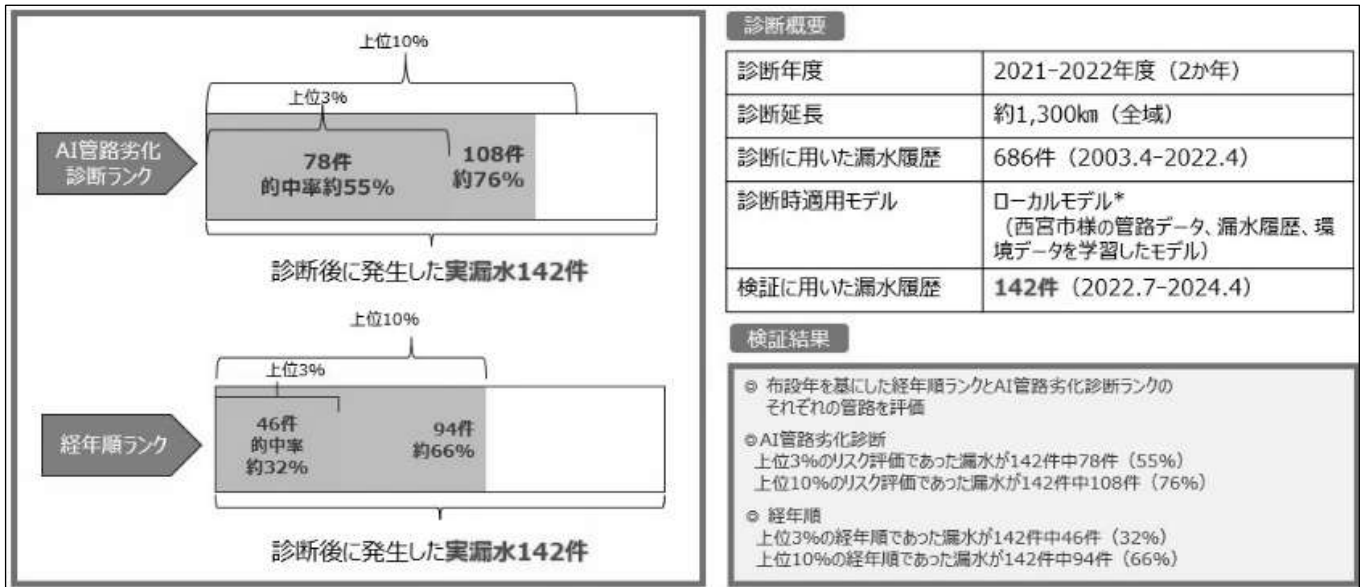 上位10%
上位3%
AI管路劣化
診断ランク
78件
的中率約55%
108件
約76%
診断後に発生した実漏水142件
上位10%
上位3%
経年順ランク
46件
的中率
約32%
94件
約66%
診断後に発生した実漏水142件
診断概要
診断年度 2021-2022年度（2か年）
診断延長 約1,300㎞（全域）
診断に用いた漏水履歴 686件（2003.4-2022.4）
診断時適用モデル ローカルモデル*
（西宮市様の管路データ、漏水履歴、環
境データを学習したモデル）
検証に用いた漏水履歴 142件（2022.7-2024.4）
検証結果
◎ 布設年を基にした経年順ランクとAI管路劣化診断ランクの
それぞれの管路を評価
◎AI管路劣化診断
上位3%のリスク評価であった漏水が142件中78件（55%）
上位10%のリスク評価であった漏水が142件中108件（76%）
◎ 経年順
上位3%の経年順であった漏水が142件中46件（32%）
上位10%の経年順であった漏水が142件中94件（66%）